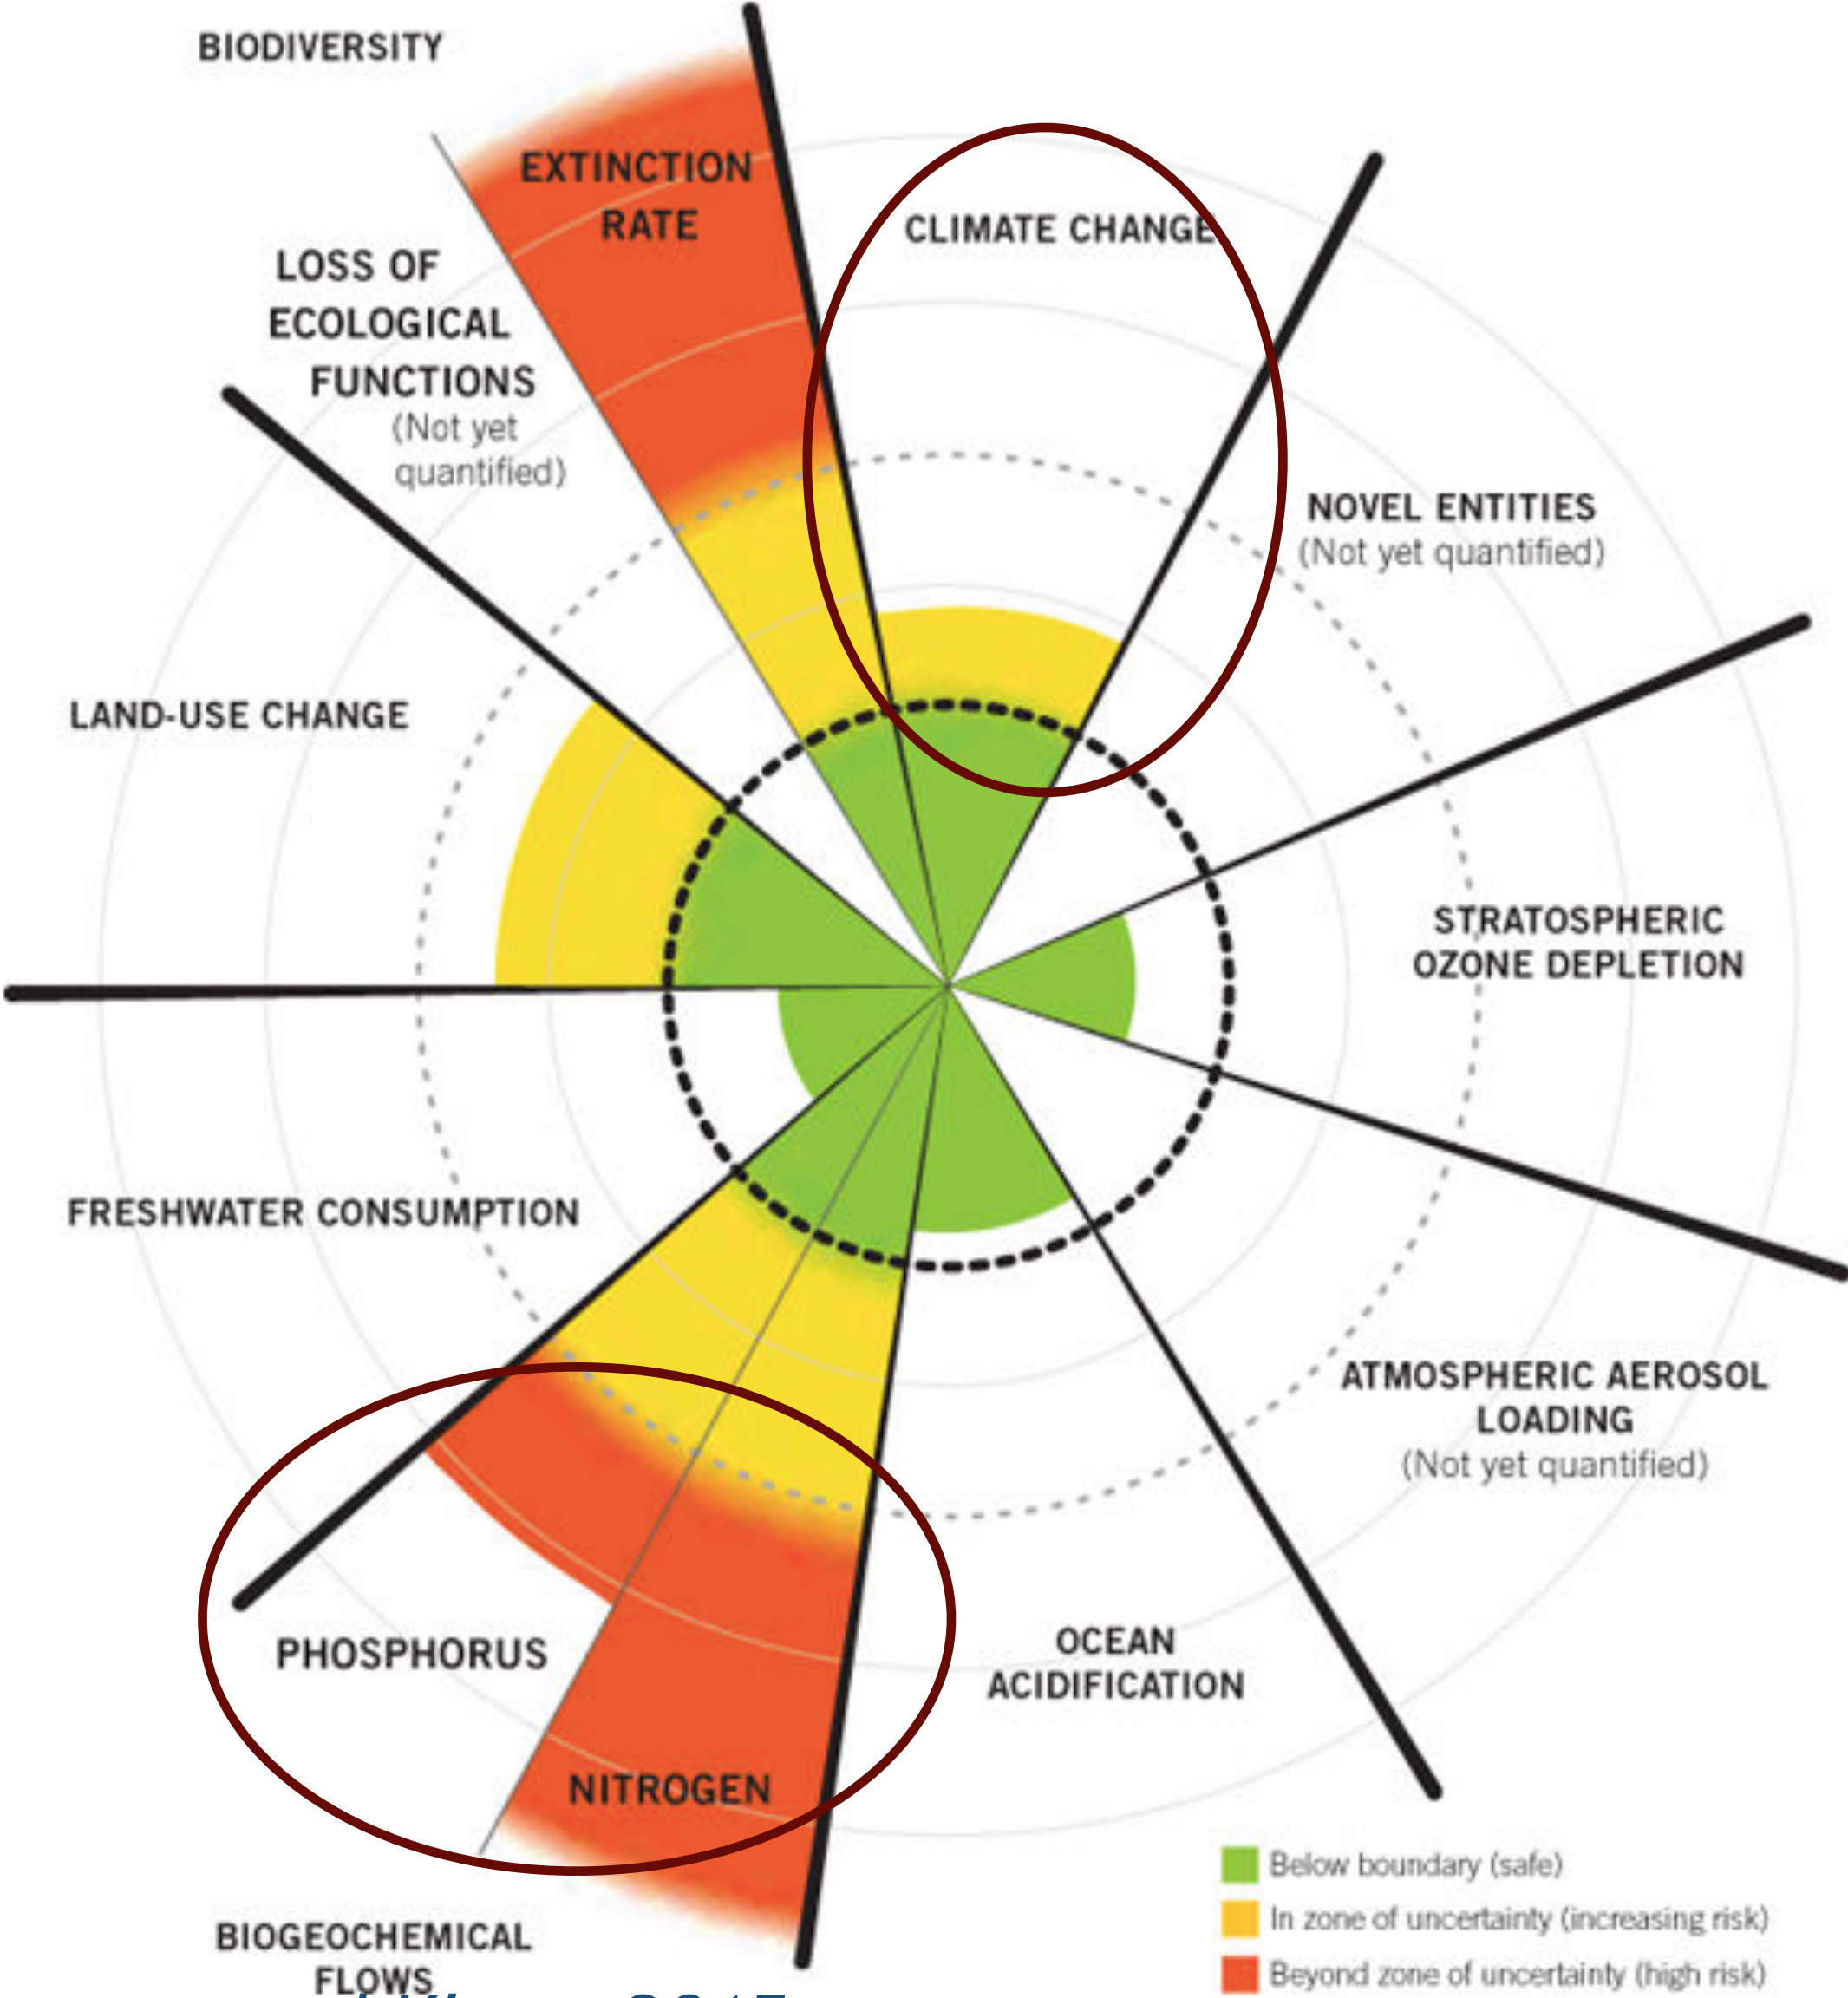 BIODIVERSITY
EXTINCTION
RATE
CLIMATE CHANGE
LOSS OF
ECOLOGICAL
FUNCTIONS
(Not yet
quantified)
NOVEL ENTITIES
(Not yet quantified)
LAND-USE CHANGE
STRATOSPHERIC
OZONE DEPLETION
FRESHWATER CONSUMPTION
ATMOSPHERIC AEROSOL
LOADING
(Not yet quantified)
PHOSPHORUS
OCEAN
ACIDIFICATION
NITROGEN
BIOGEOCHEMICAL
FLOWS
Below boundary (safe)
In zone of uncertainty (increasing risk)
Beyond zone of uncertainty (high risk)